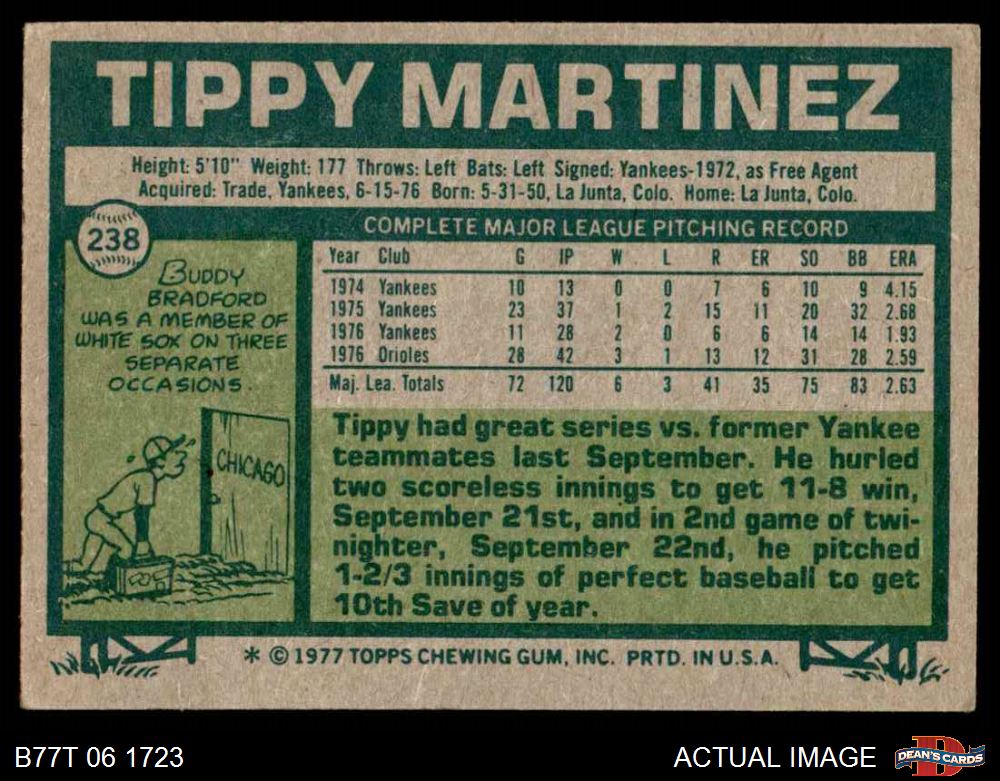 TIPPY MARTINEZ
Height: 5'10" Weight: 177 Throws: Left Bats: Left Signed: Yankees-1972, as Free Agent
Acquired: Trade, Yankees, 6-15-76 Born: 5-31-50, La Junta, Colo. Home: La Junta, Colo.
238
BUDDY
BRADFORD
WAS A MEMBER OF
WHITE SOX ON THREE
SEPARATE
OCCASIONS.
CHICAGO
COMPLETE MAJOR LEAGUE PITCHING RECORD
Year Club G IP W L R ER SO BB ERA
1974 Yankees 10 13 0 0 7 6 10 9 4.15
1975 Yankees 23 37 1 2 15 11 20 32 2.68
1976 Yankees 11 28 2 0 6 6 14 14 1.93
1976 Orioles 28 42 3 1 13 12 31 28 2.59
Maj. Lea. Totals 72 120 6 3 41 35 75 83 2.63
Tippy had great series vs. former Yankee
teammates last September. He hurled
two scoreless innings to get 11-8 win,
September 21st, and in 2nd game of twi-
nighter, September 22nd, he pitched
1-2/3 innings of perfect baseball to get
10th Save of year.
* © 1977 TOPPS CHEWING GUM, INC. PRTD. IN U.S.A.
B77T 06 1723
ACTUAL IMAGE
D
DEAN'S CARDS